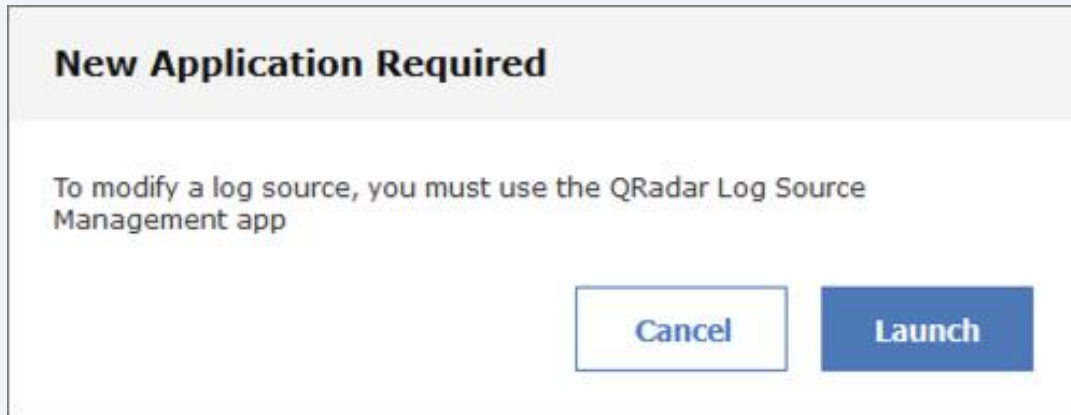 New Application Required
To modify a log source, you must use the QRadar Log Source
Management app
Cancel
Launch